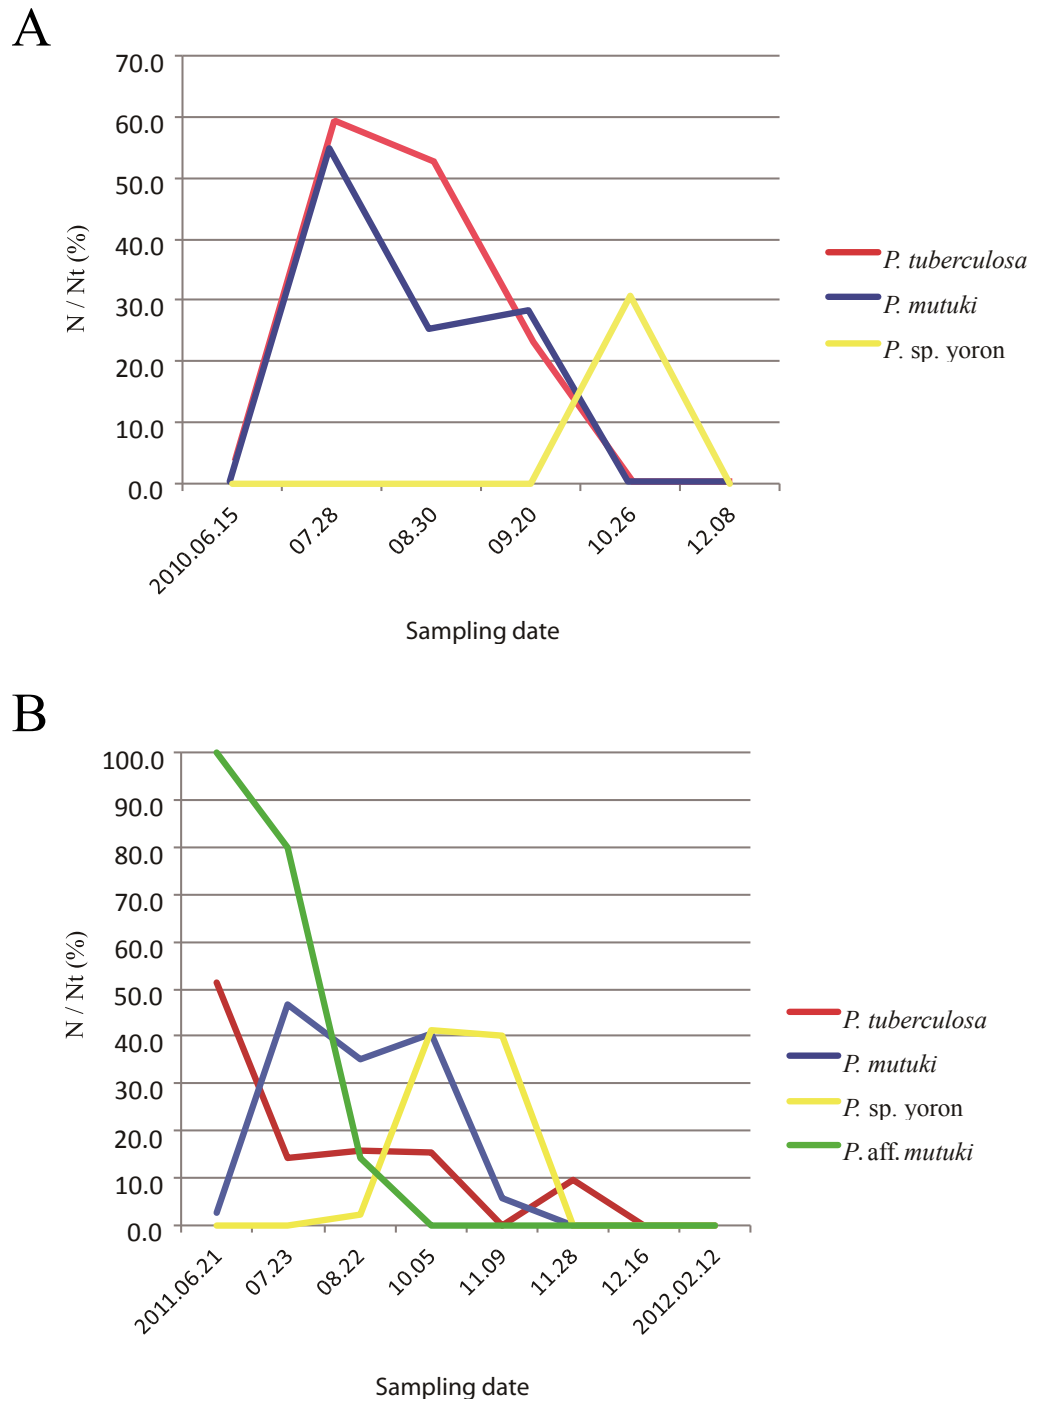 A
70.0
60.0
50.0
40.0
30.0
20.0
10.0
0.0
N / Nt (%)
2010.06.15
07.28
08.30
09.20
10.26
12.08
Sampling date
P. tuberculosa
P. mutuki
P. sp. yoron
B
100.0
90.0
80.0
70.0
60.0
50.0
40.0
30.0
20.0
10.0
0.0
N / Nt (%)
2011.06.21
07.23
08.22
10.05
11.09
11.28
12.16
2012.02.12
Sampling date
P. tuberculosa
P. mutuki
P. sp. yoron
P. aff. mutuki